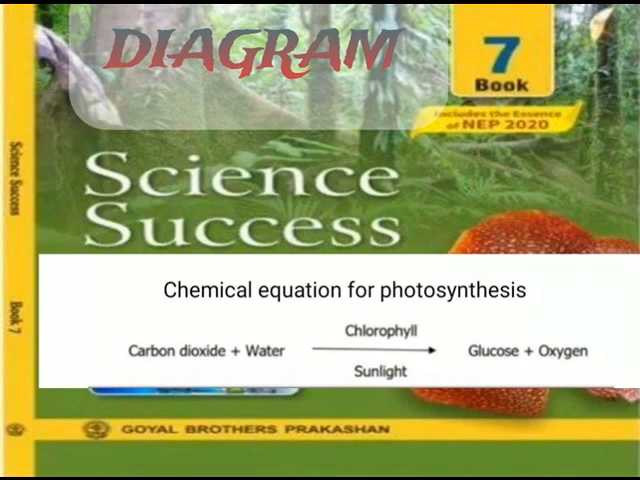 DIAGRAM
7
Book
Includes the Essence
of NEP 2020
Science Success
Book 7
Science
Success
Chemical equation for photosynthesis
Chlorophyll
Carbon dioxide + Water
Glucose + Oxygen
Sunlight
GOYAL BROTHERS PRAKASHAN